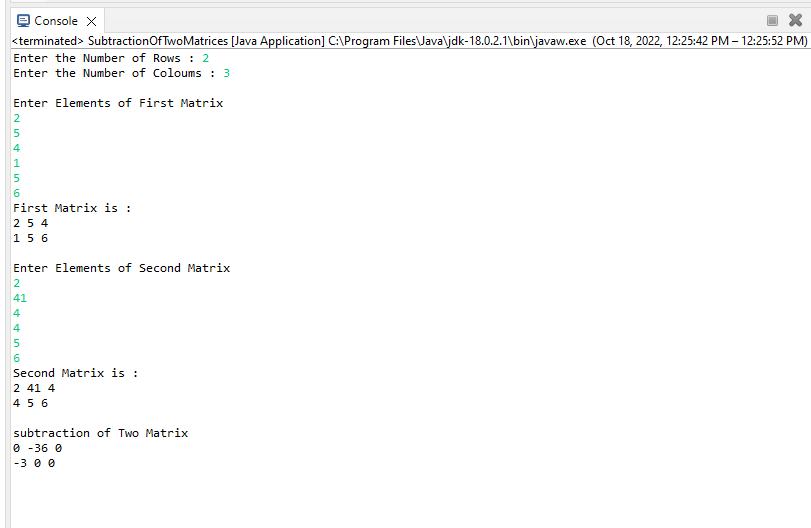 Console
<terminated> SubtractionOfTwoMatrices [Java Application] C:\Program Files\Java\jdk-18.0.2.1\bin\javaw.exe (Oct 18, 2022, 12:25:42 PM – 12:25:52 PM)
Enter the Number of Rows : 2
Enter the Number of Coloums : 3
Enter Elements of First Matrix
2
5
4
1
5
6
First Matrix is :
2 5 4
1 5 6
Enter Elements of Second Matrix
2
41
4
4
5
6
Second Matrix is :
2 41 4
4 5 6
subtraction of Two Matrix
0 -36 0
-3 0 0